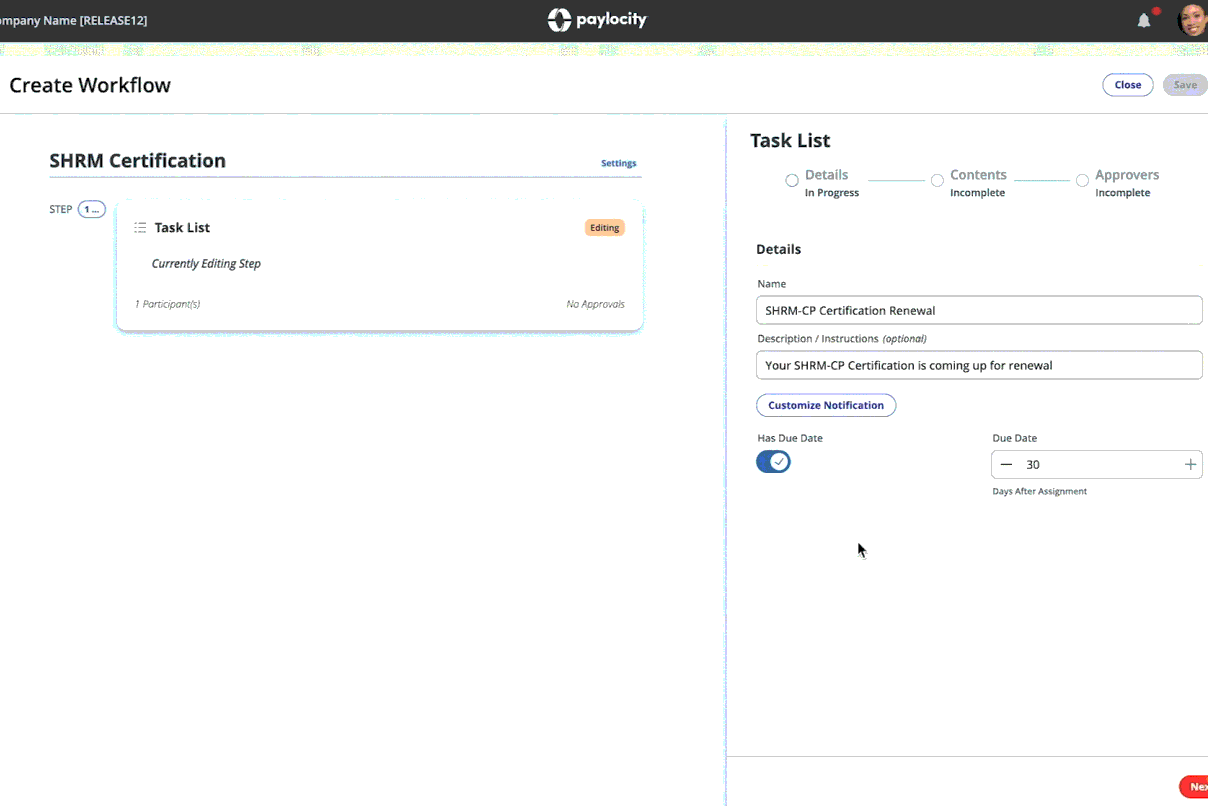 ompany Name [RELEASE12]
paylocity
Create Workflow
Close
Save
SHRM Certification
Settings
STEP
1 ...
Task List
Editing
Currently Editing Step
1 Participant(s)
No Approvals
Task List
Details
In Progress
Contents
Incomplete
Approvers
Incomplete
Details
Name
SHRM-CP Certification Renewal
Description / Instructions (optional)
Your SHRM-CP Certification is coming up for renewal
Customize Notification
Has Due Date
Due Date
30
Days After Assignment
Nex